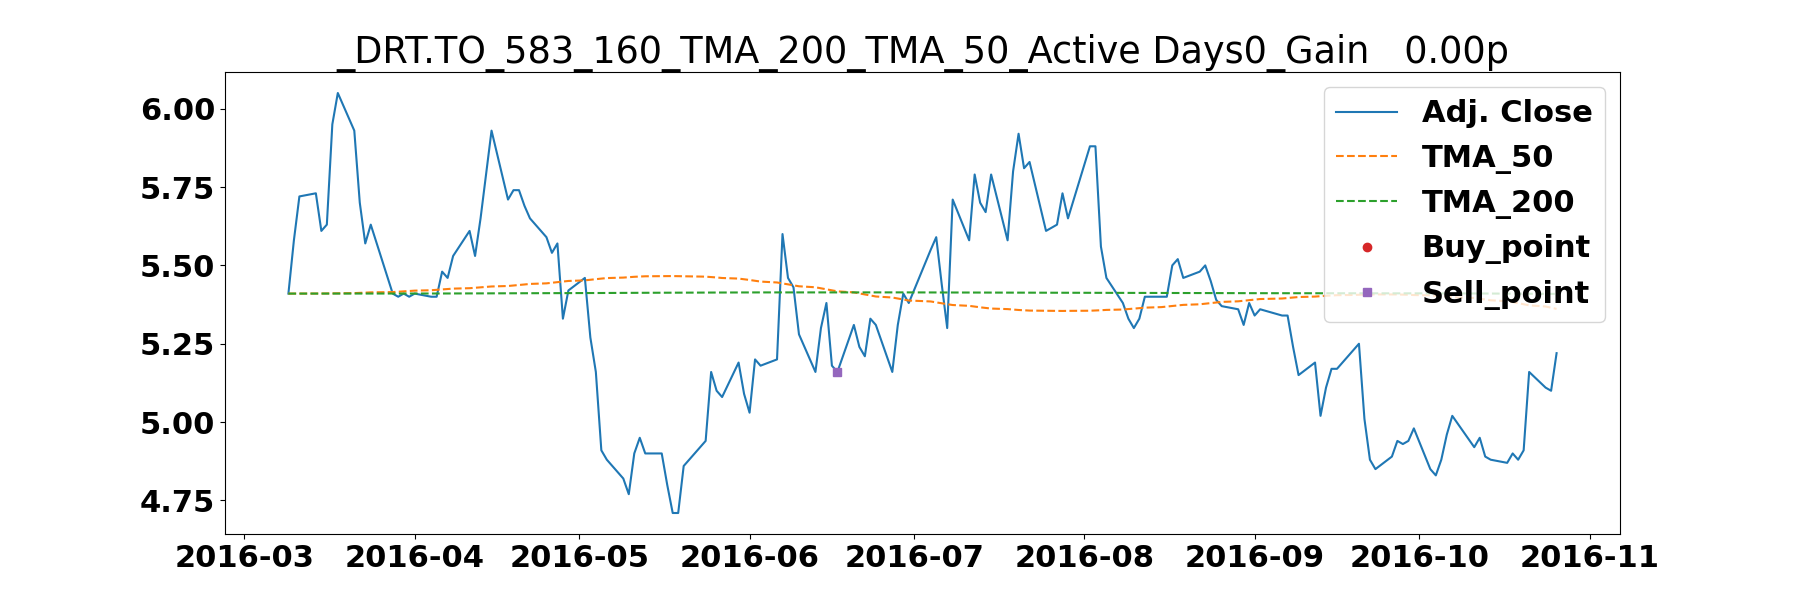 _DRT.TO_583_160_TMA_200_TMA_50_Active Days0_Gain   0.00p
6.00
5.75
5.50
5.25
5.00
4.75
Adj. Close
TMA_50
TMA_200
Buy_point
Sell_point
2016-03 2016-04 2016-05 2016-06 2016-07 2016-08 2016-09 2016-10 2016-11